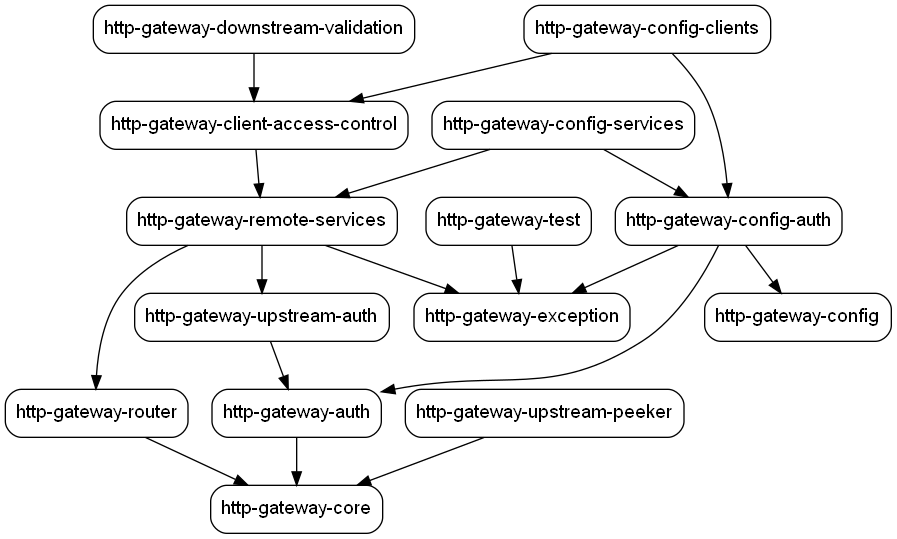 http-gateway-downstream-validation
http-gateway-config-clients
http-gateway-client-access-control
http-gateway-config-services
http-gateway-remote-services
http-gateway-test
http-gateway-config-auth
http-gateway-upstream-auth
http-gateway-exception
http-gateway-config
http-gateway-router
http-gateway-auth
http-gateway-upstream-peeker
http-gateway-core